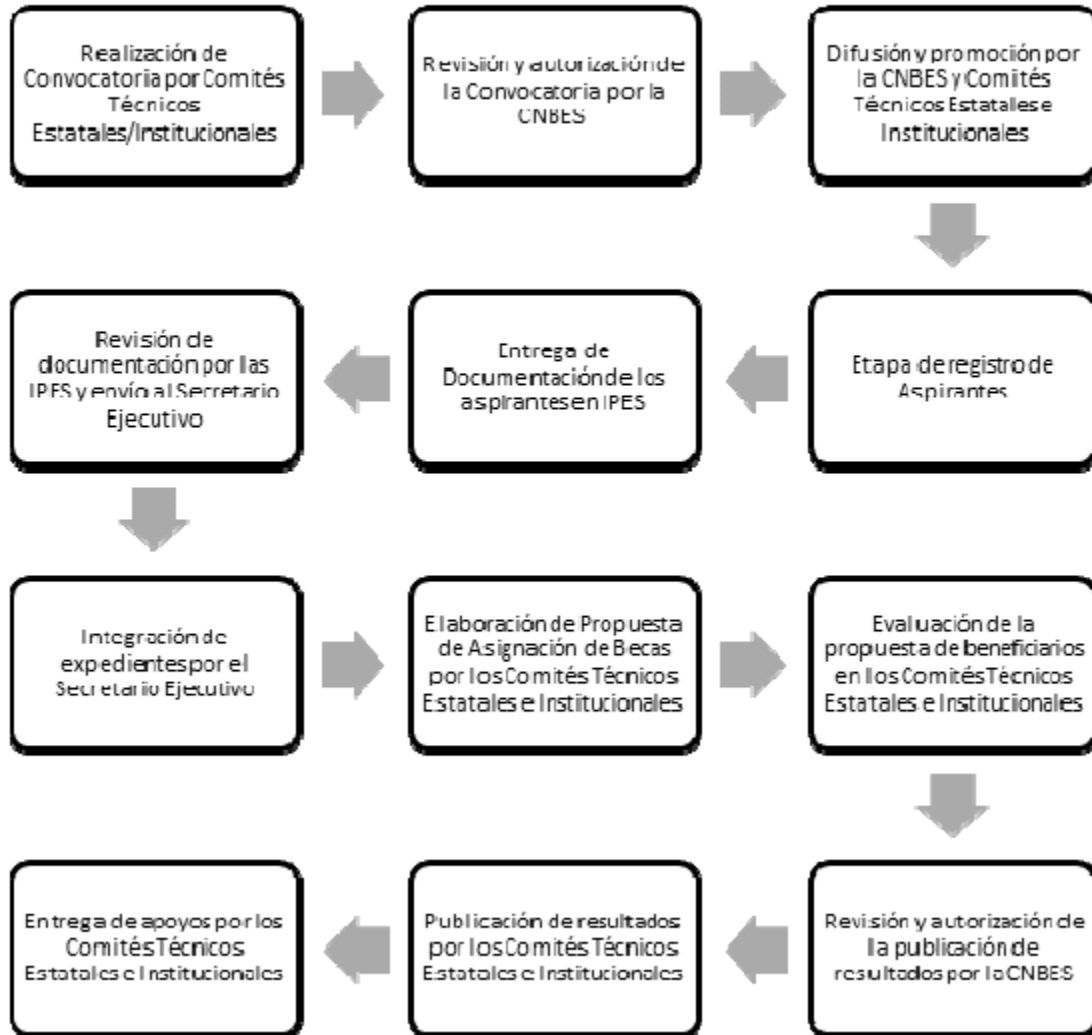 Realización de
Convocatoria por Comités
Técnicos
Estatales/Institucionales
Revisión y autorización de
la Convocatoria por la
CNBES
Difusión y promoción por
la CNBES y Comités
Técnicos Estatales e
Institucionales
Etapa de registro de
Aspirantes
Entrega de
Documentación de los
aspirantes en IPES
Revisión de
documentación por las
IPES y envío al Secretario
Ejecutivo
Integración de
expedientes por el
Secretario Ejecutivo
Elaboración de Propuesta
de Asignación de Becas
por los Comités Técnicos
Estatales e Institucionales
Evaluación de la
propuesta de beneficiarios
en los Comités Técnicos
Estatales e Institucionales
Revisión y autorización de
la publicación de
resultados por la CNBES
Publicación de resultados
por los Comités Técnicos
Estatales e Institucionales
Entrega de apoyos por los
Comités Técnicos
Estatales e Institucionales